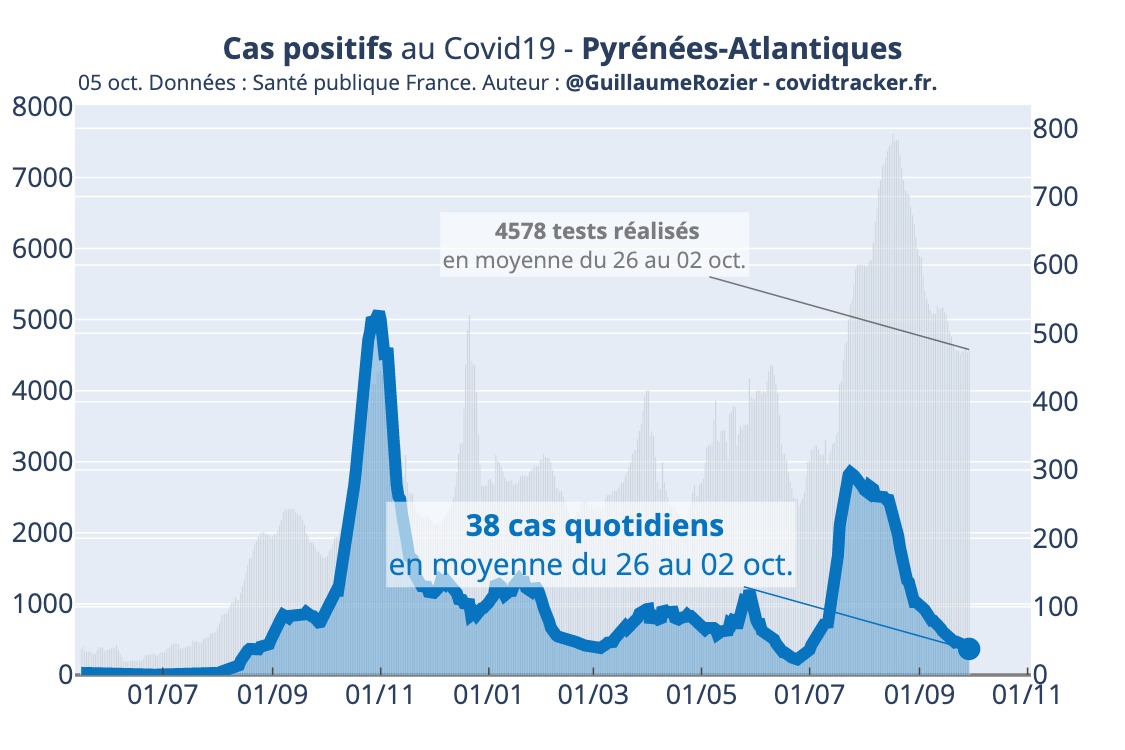 Cas positifs au Covid19 - Pyrénées-Atlantiques
05 oct. Données : Santé publique France. Auteur : @GuillaumeRozier - covidtracker.fr.
8000
7000
6000
5000
4000
3000
2000
1000
0
800
700
600
500
400
300
200
100
0
4578 tests réalisés
en moyenne du 26 au 02 oct.
38 cas quotidiens
en moyenne du 26 au 02 oct.
01/07 01/09 01/11 01/01 01/03 01/05 01/07 01/09 01/11